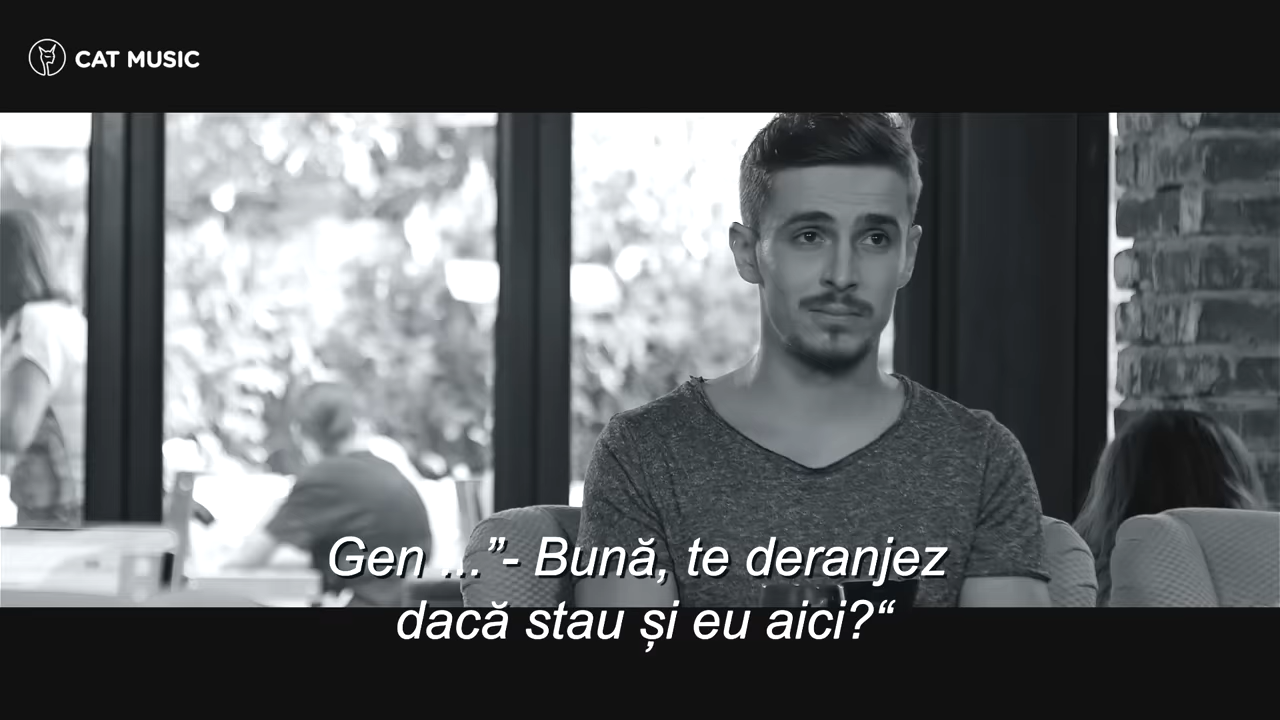 CAT MUSIC
Gen ...”- Bună, te deranjez
dacă stau și eu aici?“